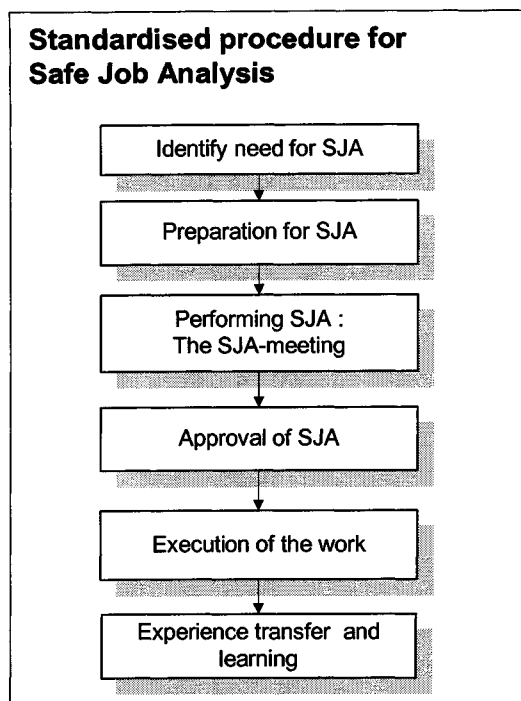 Standardised procedure for
Safe Job Analysis
Identify need for SJA
Preparation for SJA
Performing SJA :
The SJA-meeting
Approval of SJA
Execution of the work
Experience transfer and
learning